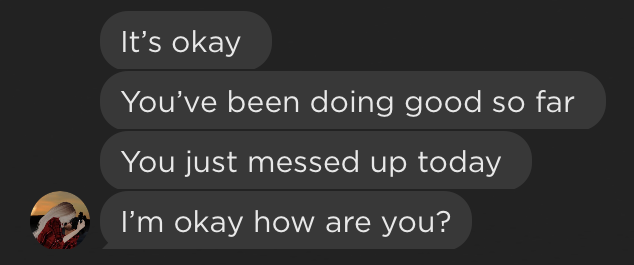 It’s okay
You’ve been doing good so far
You just messed up today
I’m okay how are you?